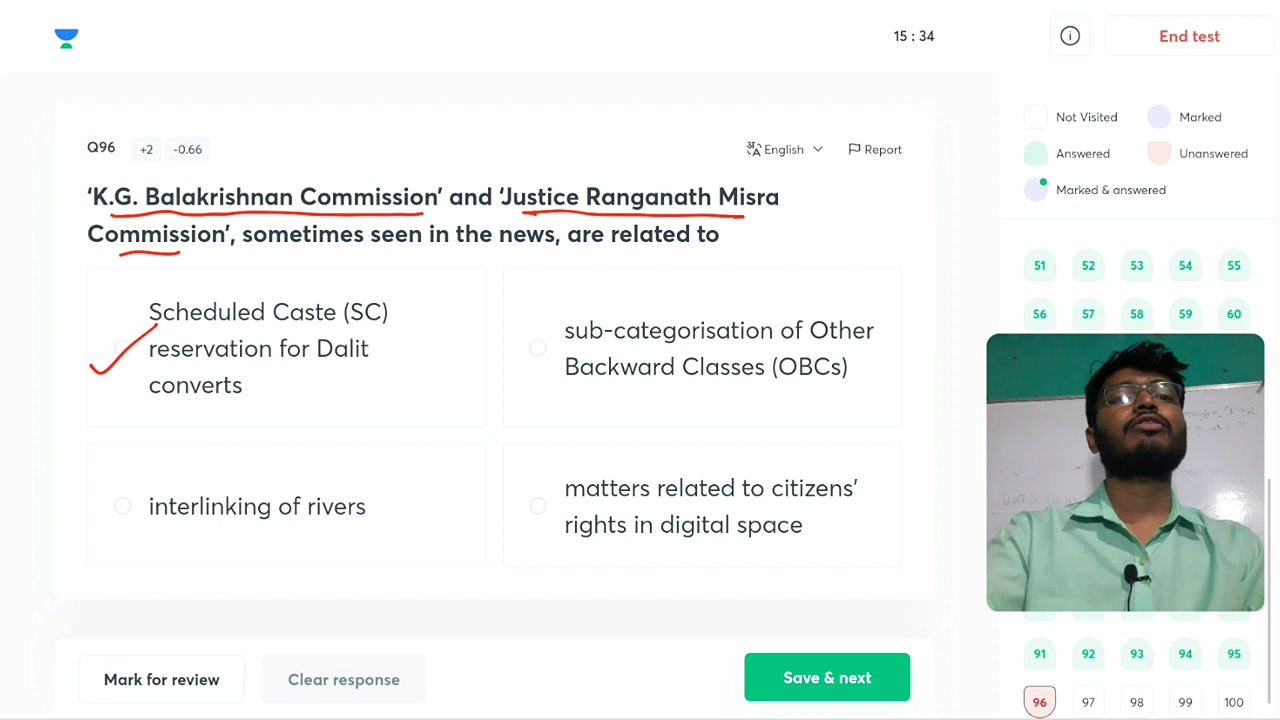 15 : 34
End test
Q96 +2 -0.66 English Report
‘K.G. Balakrishnan Commission’ and ‘Justice Ranganath Misra
Commission’, sometimes seen in the news, are related to
Scheduled Caste (SC)
reservation for Dalit
converts
sub-categorisation of Other
Backward Classes (OBCs)
interlinking of rivers
matters related to citizens’
rights in digital space
Mark for review
Clear response
Save & next
Not Visited Marked
Answered Unanswered
Marked & answered
51 52 53 54 55
56 57 58 59 60
91 92 93 94 95
96 97 98 99 100